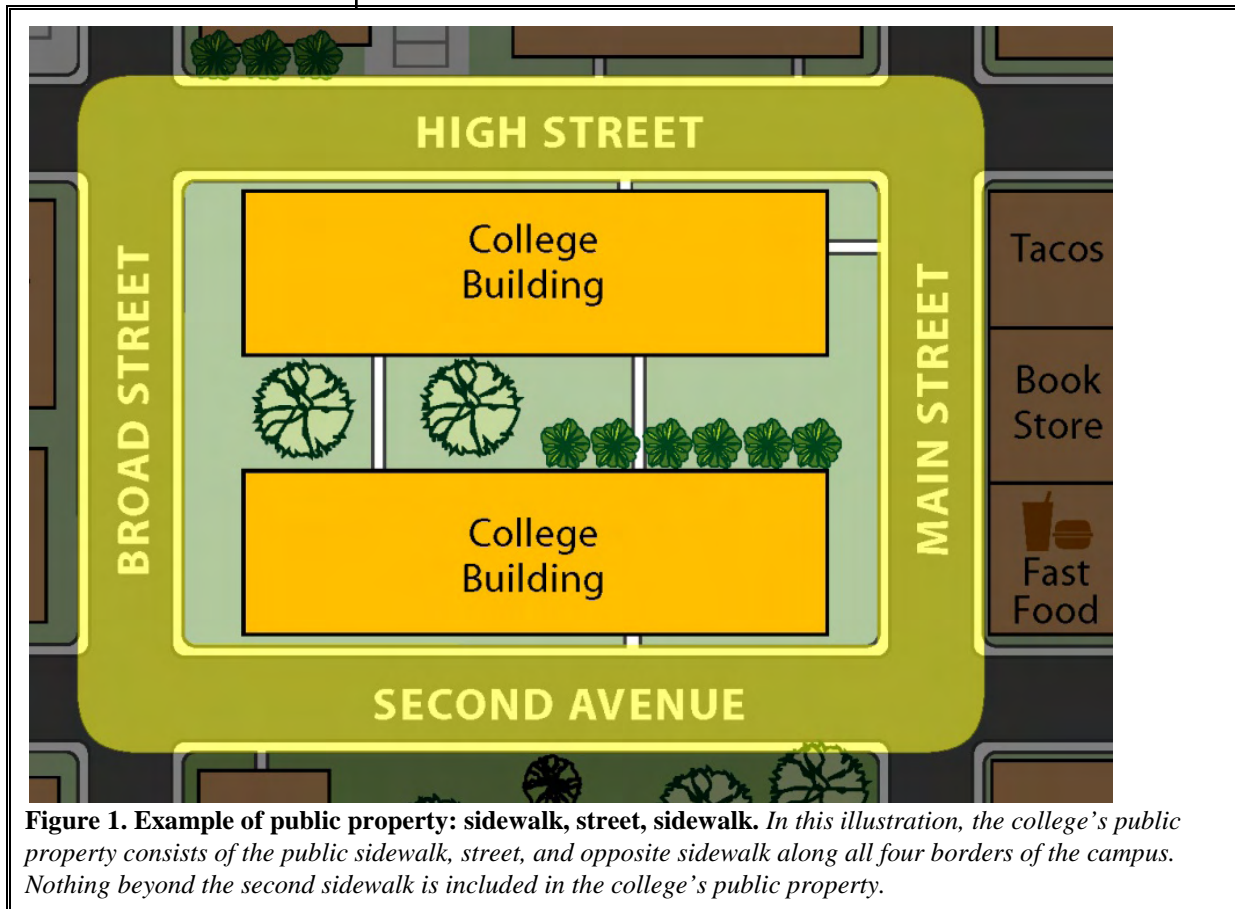 HIGH STREET
College
Building
BROAD STREET
MAIN STREET
Tacos
Book
Store
College
Building
Fast
Food
SECOND AVENUE
Figure 1. Example of public property: sidewalk, street, sidewalk. In this illustration, the college’s public
property consists of the public sidewalk, street, and opposite sidewalk along all four borders of the campus.
Nothing beyond the second sidewalk is included in the college’s public property.